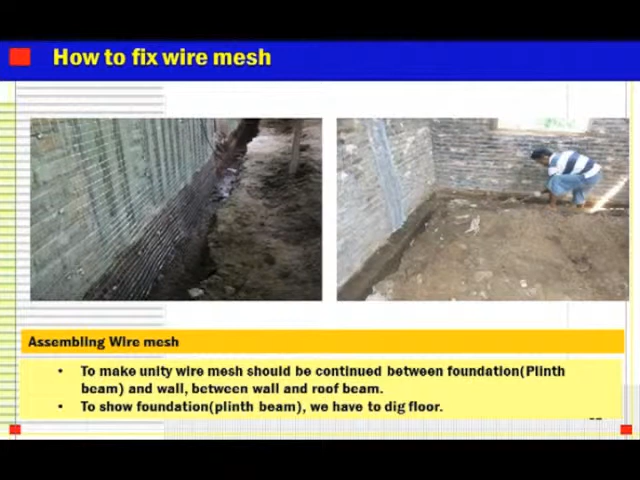 How to fix wire mesh
Assembling Wire mesh
• To make unity wire mesh should be continued between foundation(Plinth
beam) and wall, between wall and roof beam.
• To show foundation(plinth beam), we have to dig floor.